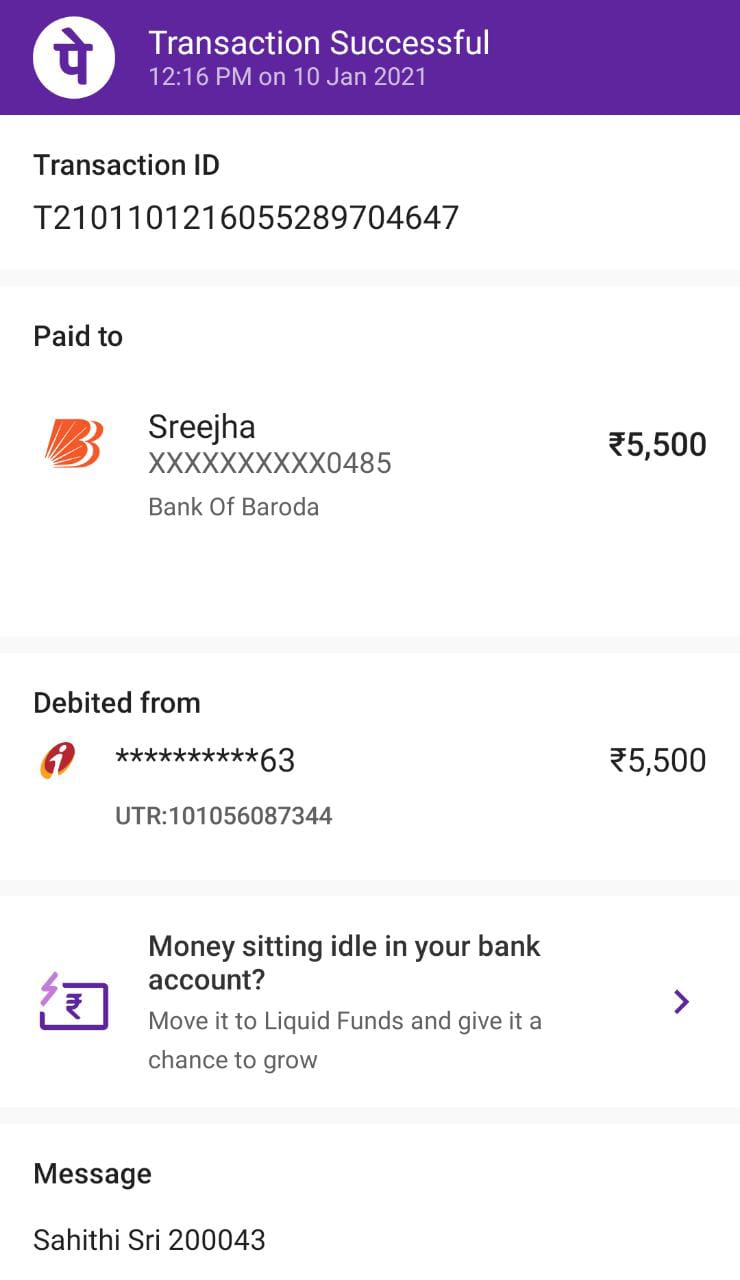 पे
Transaction Successful
12:16 PM on 10 Jan 2021
Transaction ID
T2101101216055289704647
Paid to
Sreejha
₹5,500
XXXXXXXXXX0485
Bank Of Baroda
Debited from
**********63
₹5,500
UTR:101056087344
Money sitting idle in your bank
account?
₹
Move it to Liquid Funds and give it a
chance to grow
Message
Sahithi Sri 200043